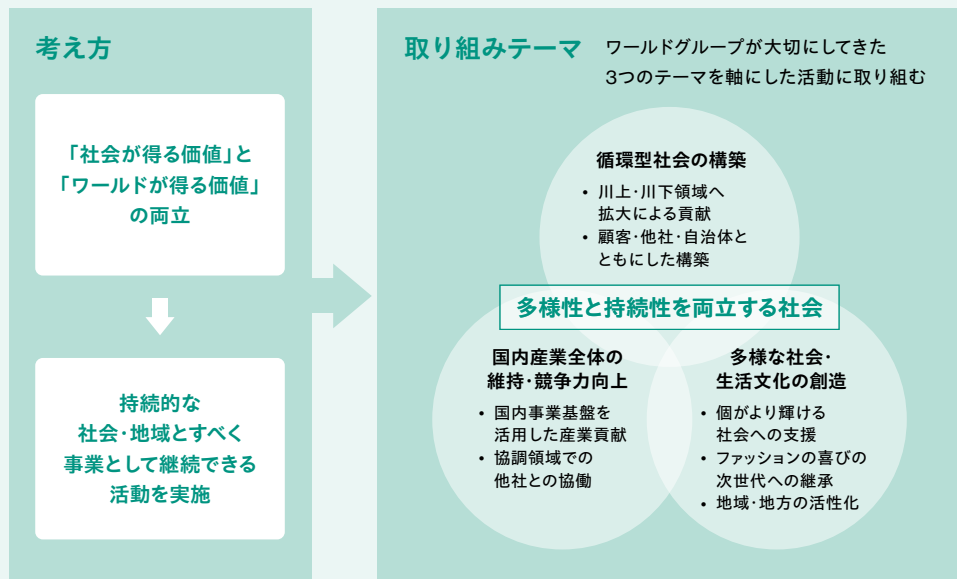 考え方
「社会が得る価値」と
「ワールドが得る価値」
の両立
持続的な
社会・地域とすべく
事業として継続できる
活動を実施
取り組みテーマ
ワールドグループが大切にしてきた
3つのテーマを軸にした活動に取り組む
循環型社会の構築
• 川上・川下領域へ
拡大による貢献
• 顧客・他社・自治体と
ともにした構築
多様性と持続性を両立する社会
国内産業全体の
維持・競争力向上
• 国内事業基盤を
活用した産業貢献
• 協調領域での
他社との協働
多様な社会・
生活文化の創造
• 個がより輝ける
社会への支援
• ファッションの喜びの
次世代への継承
• 地域・地方の活性化